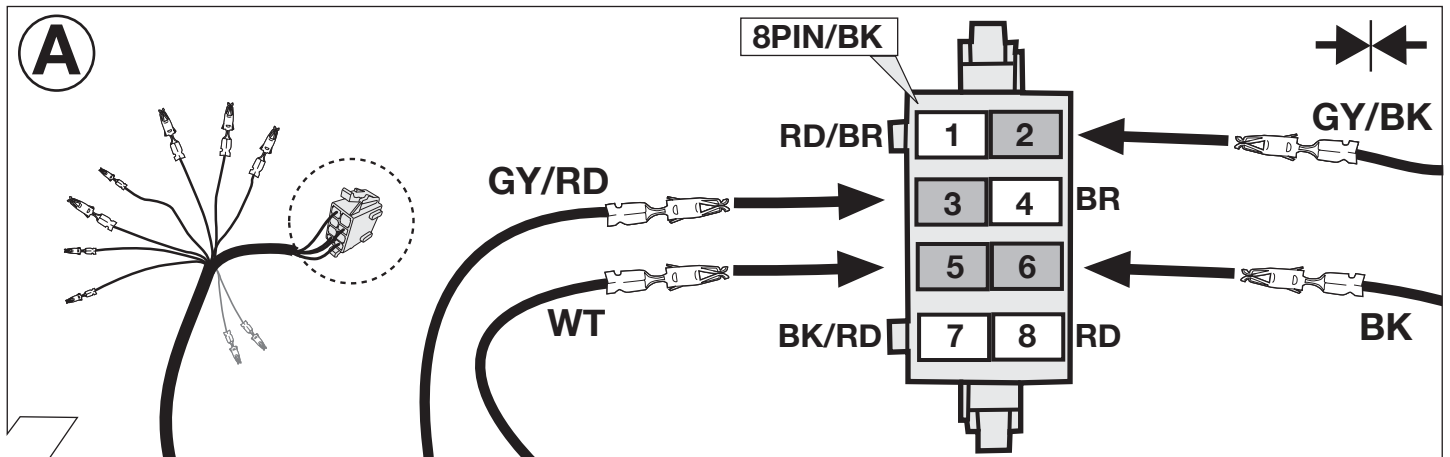 A
8PIN/BK
GY/BK
RD/BR 1 2
GY/RD
3 4 BR
5 6
WT
BK/RD 7 8 RD
BK